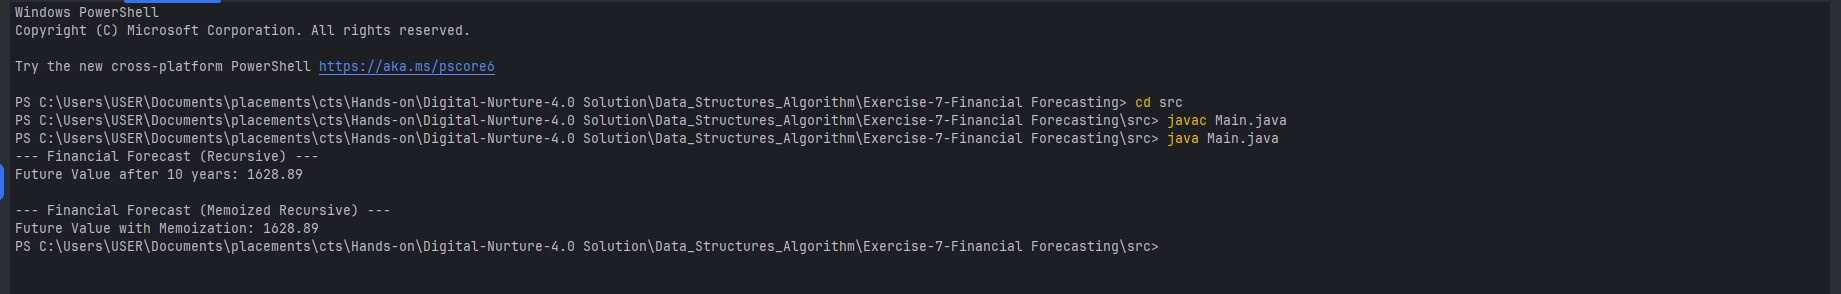 Windows PowerShell
Copyright (C) Microsoft Corporation. All rights reserved.
Try the new cross-platform PowerShell https://aka.ms/pscore6
PS C:\Users\USER\Documents\placements\cts\Hands-on\Digital-Nurture-4.0 Solution\Data_Structures_Algorithm\Exercise-7-Financial Forecasting> cd src
PS C:\Users\USER\Documents\placements\cts\Hands-on\Digital-Nurture-4.0 Solution\Data_Structures_Algorithm\Exercise-7-Financial Forecasting\src> javac Main.java
PS C:\Users\USER\Documents\placements\cts\Hands-on\Digital-Nurture-4.0 Solution\Data_Structures_Algorithm\Exercise-7-Financial Forecasting\src> java Main.java
--- Financial Forecast (Recursive) ---
Future Value after 10 years: 1628.89
--- Financial Forecast (Memoized Recursive) ---
Future Value with Memoization: 1628.89
PS C:\Users\USER\Documents\placements\cts\Hands-on\Digital-Nurture-4.0 Solution\Data_Structures_Algorithm\Exercise-7-Financial Forecasting\src>